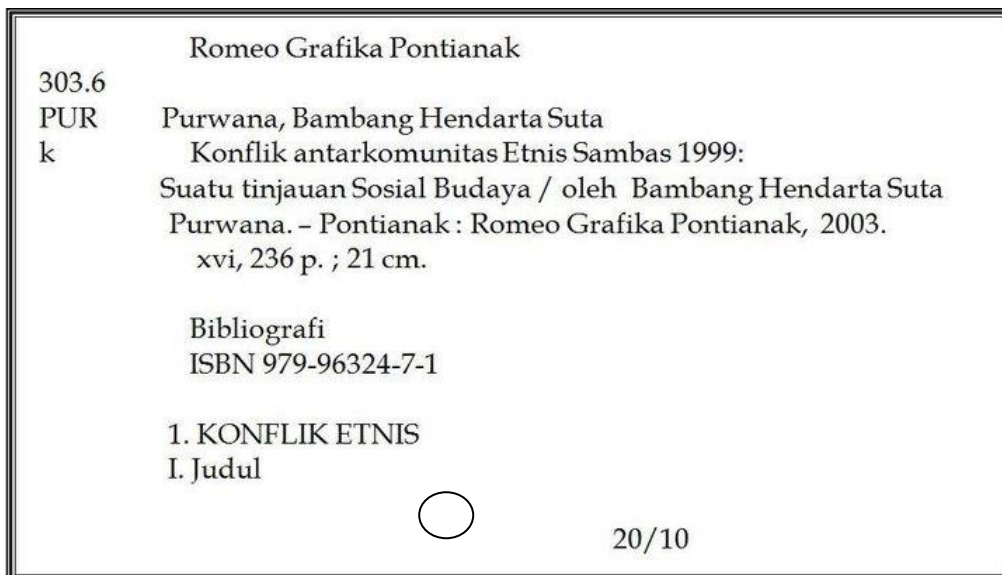 Romeo Grafika Pontianak
303.6
PUR Purwana, Bambang Hendarta Suta
k Konflik antarkomunitas Etnis Sambas 1999:
Suatu tinjauan Sosial Budaya / oleh Bambang Hendarta Suta
Purwana. – Pontianak : Romeo Grafika Pontianak, 2003.
xvi, 236 p. ; 21 cm.
Bibliografi
ISBN 979-96324-7-1
1. KONFLIK ETNIS
I. Judul
20/10